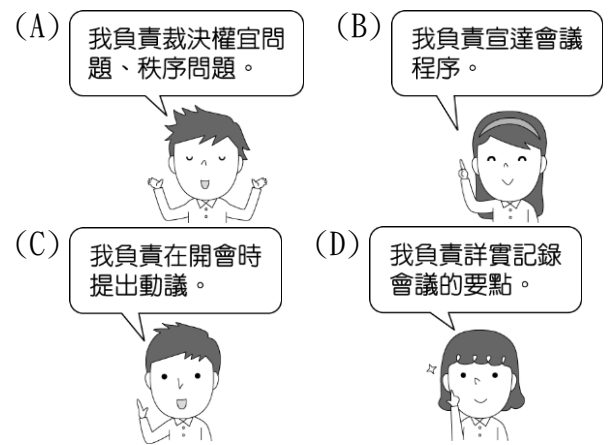 (A)
我負責裁決權宜問
題、秩序問題。
(B)
我負責宣達會議
程序。
(C)
我負責在開會時
提出動議。
(D)
我負責詳實記錄
會議的要點。